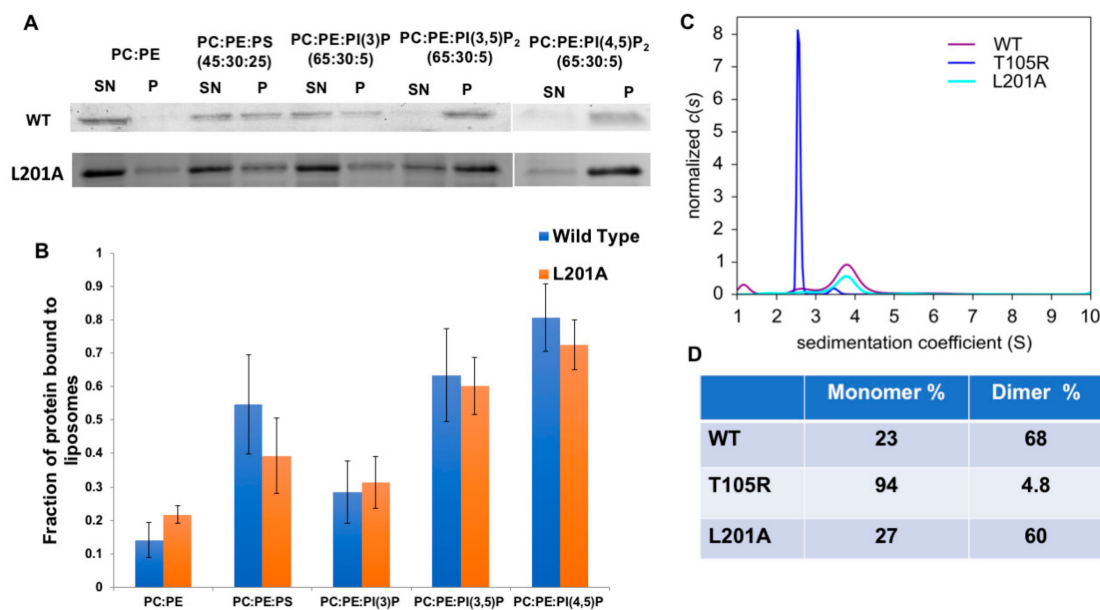 A
PC:PE
PC:PE:PS
(45:30:25)
PC:PE:PI(3)P
(65:30:5)
PC:PE:PI(3,5)P₂
(65:30:5)
PC:PE:PI(4,5)P₂
(65:30:5)
SN P SN P SN P SN P SN P
WT
L201A
B
Wild Type
L201A
Fraction of protein bound to
liposomes
1
0.9
0.8
0.7
0.6
0.5
0.4
0.3
0.2
0.1
0
PC:PE PC:PE:PS PC:PE:PI(3)P PC:PE:PI(3,5)P PC:PE:PI(4,5)P
C
WT
T105R
L201A
normalized c(s)
8
7
6
5
4
3
2
1
0
1 2 3 4 5 6 7 8 9 10
sedimentation coefficient (S)
D
Monomer % Dimer %
WT 23 68
T105R 94 4.8
L201A 27 60